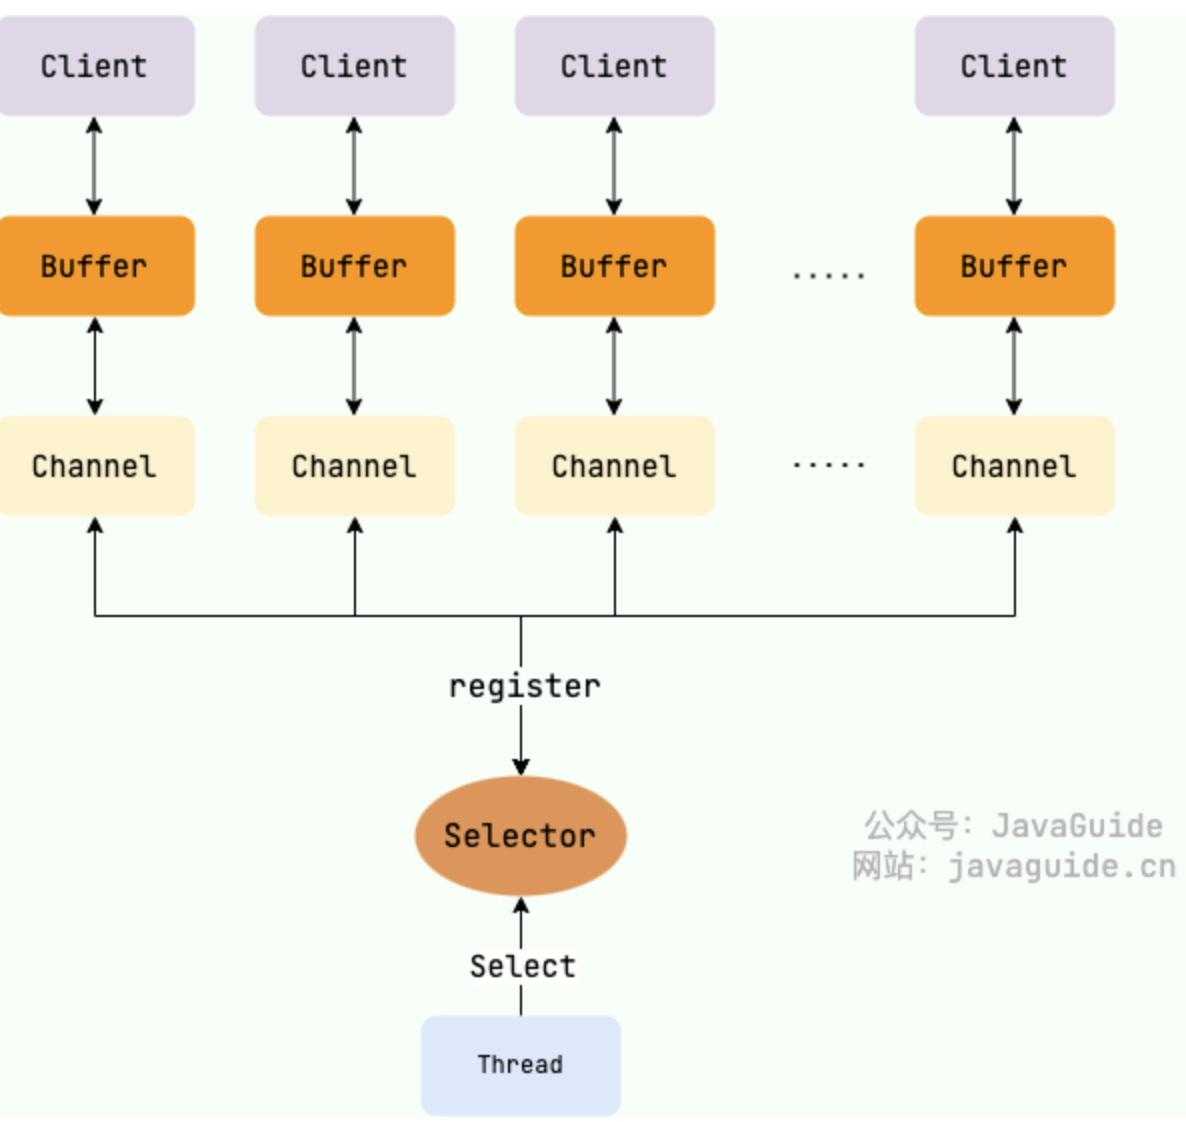 Client Client Client Client
Buffer Buffer Buffer ..... Buffer
Channel Channel Channel ..... Channel
register
Selector
公众号：JavaGuide
网站：javaguide.cn
Select
Thread